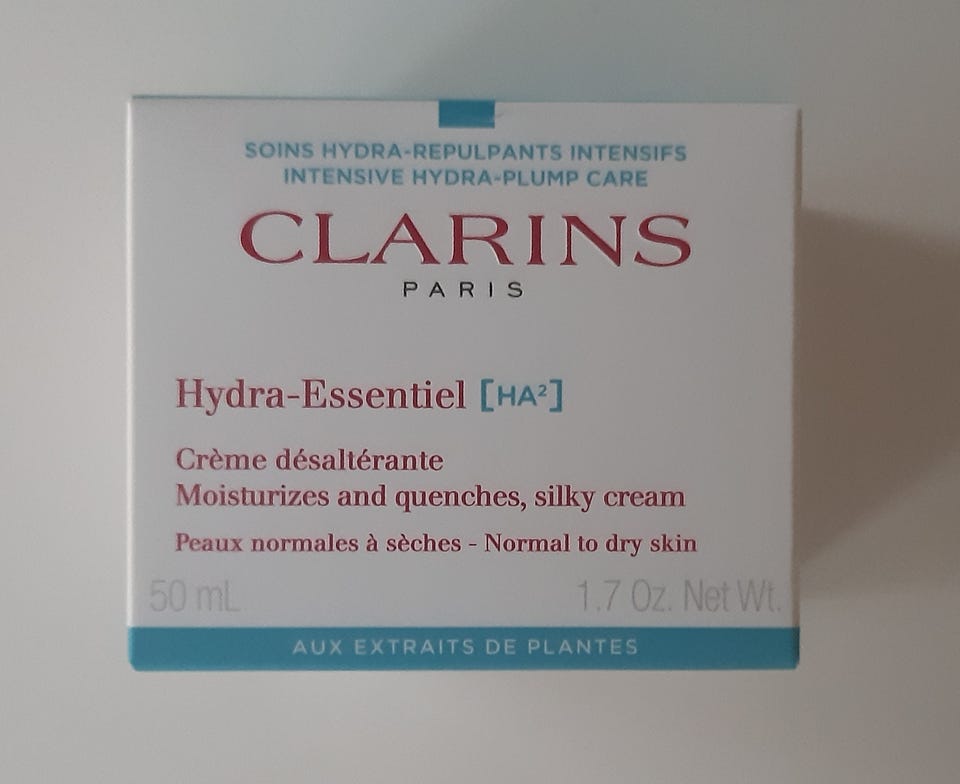 SOINS HYDRA-REPULPANTS INTENSIFS
INTENSIVE HYDRA-PLUMP CARE
CLARINS
PARIS
Hydra-Essentiel [HA²]
Crème désaltérante
Moisturizes and quenches, silky cream
Peaux normales à sèches - Normal to dry skin
50 mL 1.7 Oz. Net Wt.
AUX EXTRAITS DE PLANTES